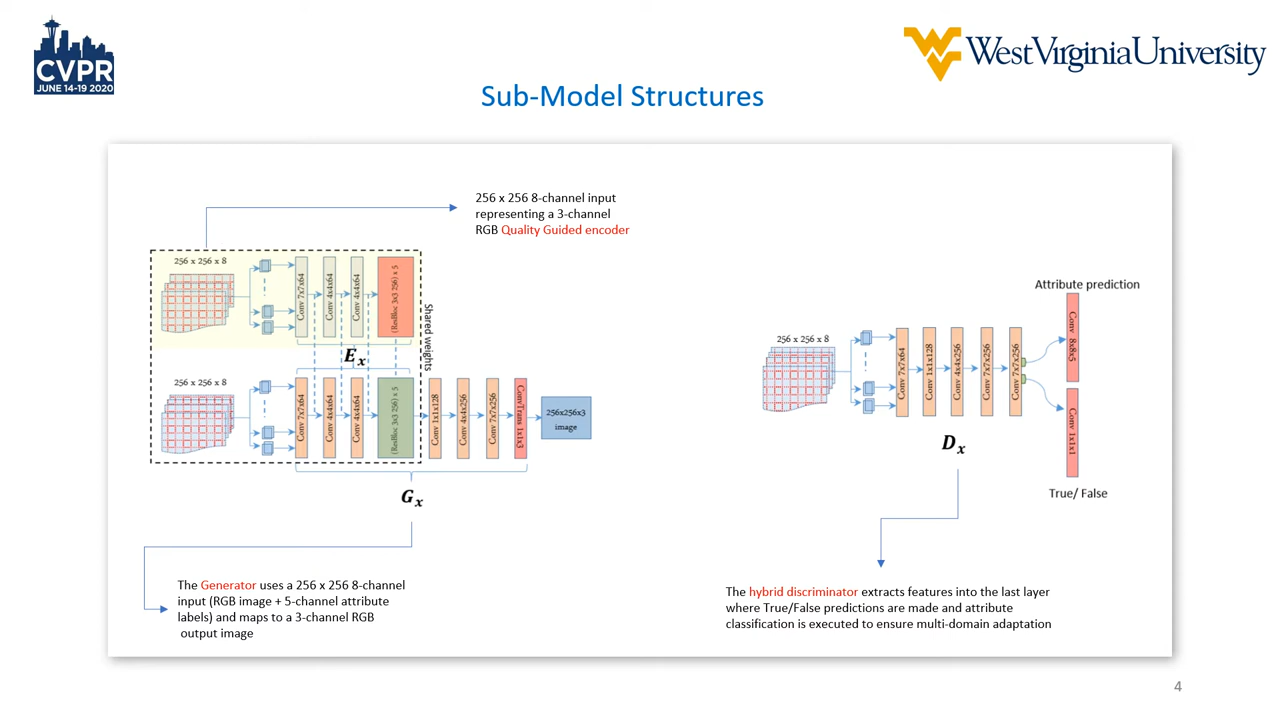 CVPR
JUNE 14-19 2020
West Virginia University
Sub-Model Structures
256 x 256 8-channel input
representing a 3-channel
RGB Quality Guided encoder
256 x 256 x 8
Conv 7x7x64
Conv 4x4x64
Conv 4x4x64
(ResBloc 3x3 256) x 5
Shared weights
Ex
256 x 256 x 8
Conv 7x7x64
Conv 4x4x64
Conv 4x4x64
(ResBloc 3x3 256) x 5
Conv 1x1x128
Conv 4x4x256
Conv 7x7x256
ConvTrans 1x1x3
256x256x3
image
Gx
The Generator uses a 256 x 256 8-channel
input (RGB image + 5-channel attribute
labels) and maps to a 3-channel RGB
output image
Attribute prediction
256 x 256 x 8
Conv 7x7x64
Conv 1x1x128
Conv 4x4x256
Conv 7x7x256
Conv 7x7x256
Conv 8x8x5
Conv 1x1x1
Dx
True/ False
The hybrid discriminator extracts features into the last layer
where True/False predictions are made and attribute
classification is executed to ensure multi-domain adaptation
4